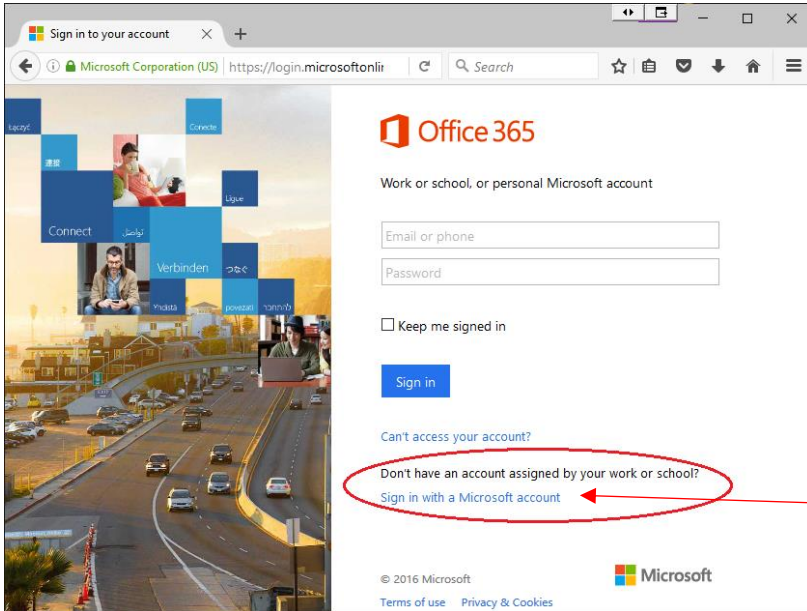 Sign in to your account
Microsoft Corporation (US) https://login.microsoftonlin
Search
Łączyć
Conecte
連接
Ligue
Connect
تواصل
Verbinden
つなぐ
Yhdistä
povezati
להתחבר
Office 365
Work or school, or personal Microsoft account
Email or phone
Password
Keep me signed in
Sign in
Can't access your account?
Don't have an account assigned by your work or school?
Sign in with a Microsoft account
© 2016 Microsoft
Microsoft
Terms of use Privacy & Cookies